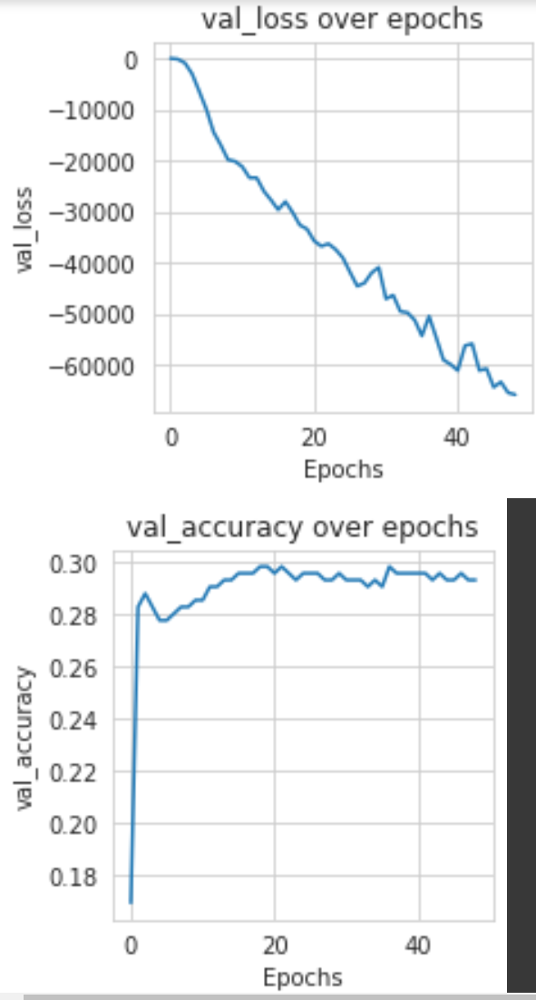 val_loss over epochs
0
−10000
−20000
−30000
−40000
−50000
−60000
val_loss
0 20 40
Epochs
val_accuracy over epochs
0.30
0.28
0.26
0.24
0.22
0.20
0.18
val_accuracy
0 20 40
Epochs